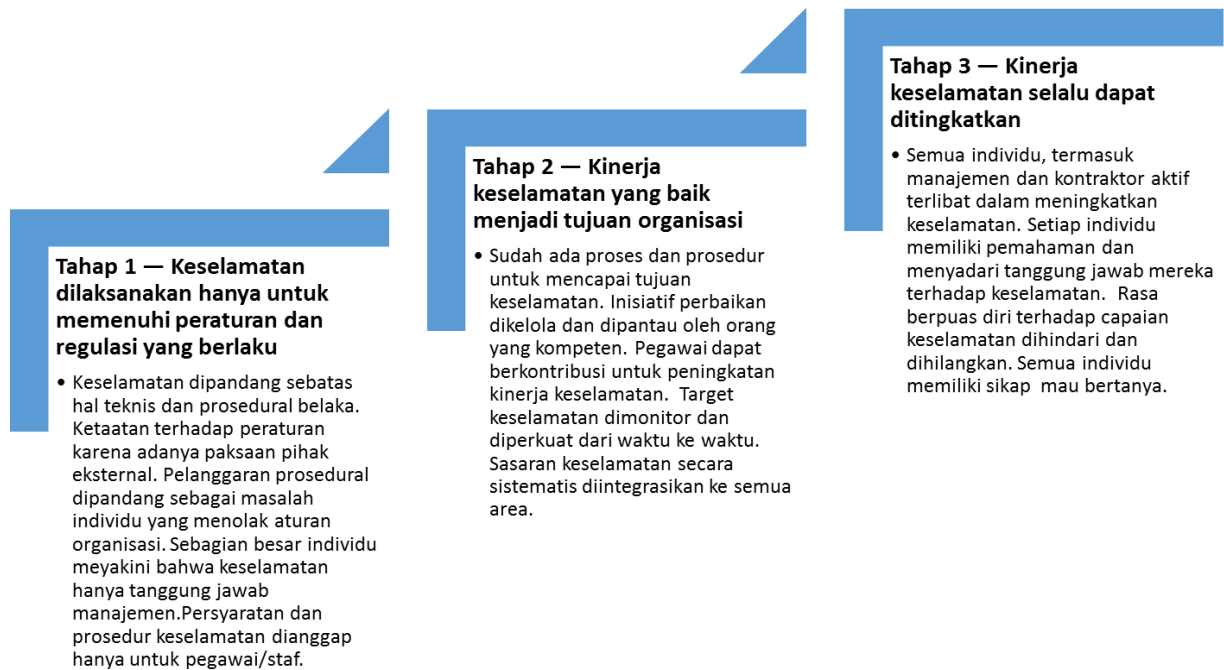 Tahap 1 — Keselamatan
dilaksanakan hanya untuk
memenuhi peraturan dan
regulasi yang berlaku
• Keselamatan dipandang sebatas
hal teknis dan prosedural belaka.
Ketaatan terhadap peraturan
karena adanya paksaan pihak
eksternal. Pelanggaran prosedural
dipandang sebagai masalah
individu yang menolak aturan
organisasi. Sebagian besar individu
meyakini bahwa keselamatan
hanya tanggung jawab
manajemen.Persyaratan dan
prosedur keselamatan dianggap
hanya untuk pegawai/staf.
Tahap 2 — Kinerja
keselamatan yang baik
menjadi tujuan organisasi
• Sudah ada proses dan prosedur
untuk mencapai tujuan
keselamatan. Inisiatif perbaikan
dikelola dan dipantau oleh orang
yang kompeten. Pegawai dapat
berkontribusi untuk peningkatan
kinerja keselamatan.  Target
keselamatan dimonitor dan
diperkuat dari waktu ke waktu.
Sasaran keselamatan secara
sistematis diintegrasikan ke semua
area.
Tahap 3 — Kinerja
keselamatan selalu dapat
ditingkatkan
• Semua individu, termasuk
manajemen dan kontraktor aktif
terlibat dalam meningkatkan
keselamatan. Setiap individu
memiliki pemahaman dan
menyadari tanggung jawab mereka
terhadap keselamatan.  Rasa
berpuas diri terhadap capaian
keselamatan dihindari dan
dihilangkan. Semua individu
memiliki sikap  mau bertanya.